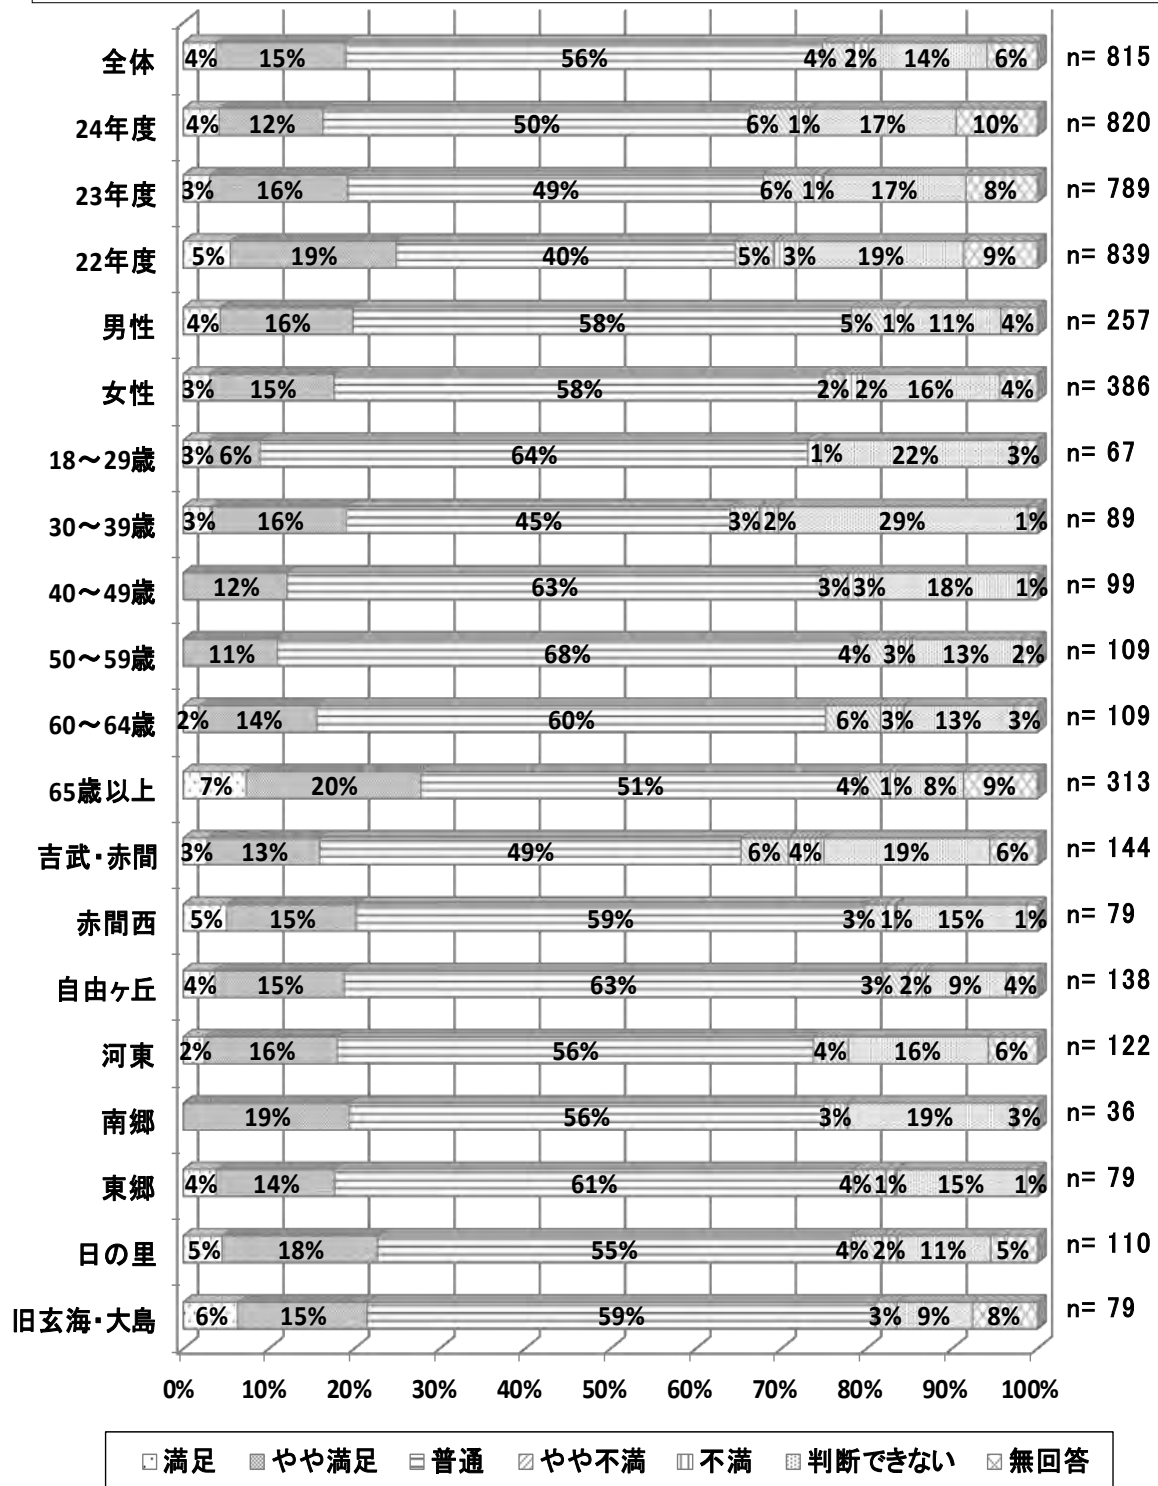 全体 4% 15% 56% 4% 2% 14% 6% n= 815
24年度 4% 12% 50% 6% 1% 17% 10% n= 820
23年度 3% 16% 49% 6% 1% 17% 8% n= 789
22年度 5% 19% 40% 5% 3% 19% 9% n= 839
男性 4% 16% 58% 5% 1% 11% 4% n= 257
女性 3% 15% 58% 2% 2% 16% 4% n= 386
18～29歳 3% 6% 64% 1% 22% 3% n= 67
30～39歳 3% 16% 45% 3% 2% 29% 1% n= 89
40～49歳 12% 63% 3% 3% 18% 1% n= 99
50～59歳 11% 68% 4% 3% 13% 2% n= 109
60～64歳 2% 14% 60% 6% 3% 13% 3% n= 109
65歳以上 7% 20% 51% 4% 1% 8% 9% n= 313
吉武・赤間 3% 13% 49% 6% 4% 19% 6% n= 144
赤間西 5% 15% 59% 3% 1% 15% 1% n= 79
自由ヶ丘 4% 15% 63% 3% 2% 9% 4% n= 138
河東 2% 16% 56% 4% 16% 6% n= 122
南郷 19% 56% 3% 19% 3% n= 36
東郷 4% 14% 61% 4% 1% 15% 1% n= 79
日の里 5% 18% 55% 4% 2% 11% 5% n= 110
旧玄海・大島 6% 15% 59% 3% 9% 8% n= 79
0% 10% 20% 30% 40% 50% 60% 70% 80% 90% 100%
満足 やや満足 普通 やや不満 不満 判断できない 無回答